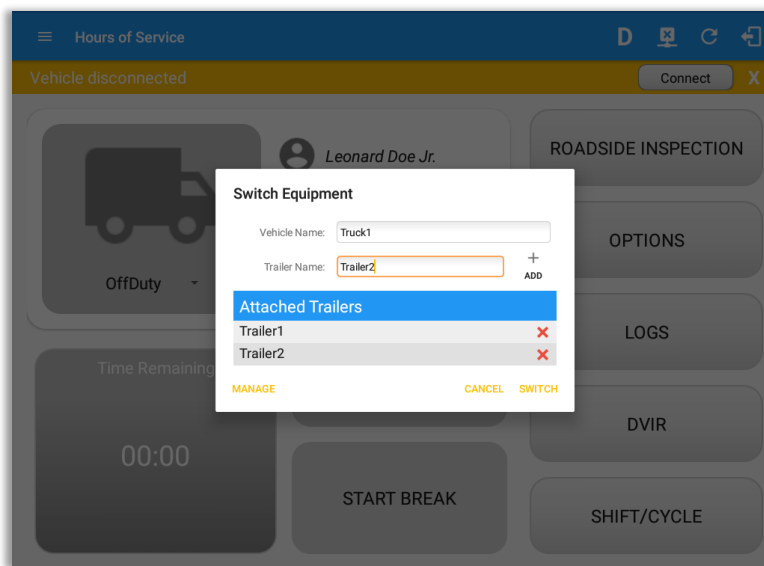 Hours of Service
D
Vehicle disconnected
Connect
X
Leonard Doe Jr.
OffDuty
ROADSIDE INSPECTION
OPTIONS
LOGS
DVIR
SHIFT/CYCLE
Switch Equipment
Vehicle Name: Truck1
Trailer Name: Trailer2
ADD
Attached Trailers
Trailer1
Trailer2
MANAGE
CANCEL
SWITCH
Time Remaining
00:00
START BREAK